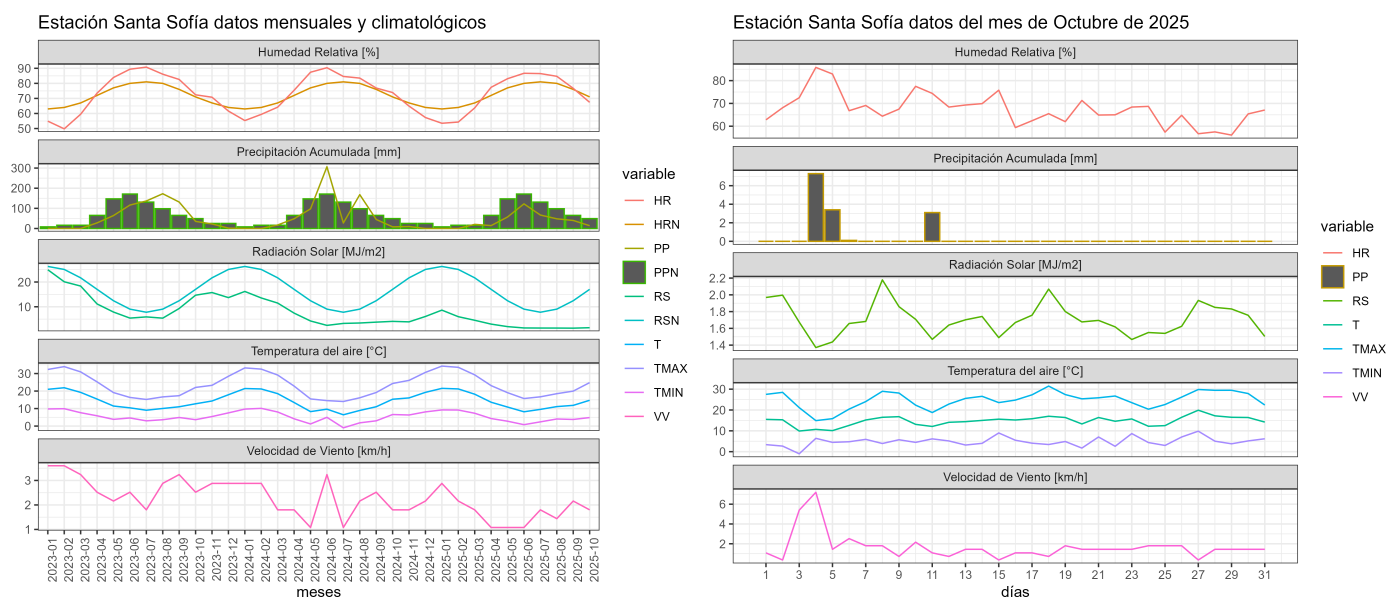 Estación Santa Sofía datos mensuales y climatológicos
Humedad Relativa [%]
90
80
70
60
50
Precipitación Acumulada [mm]
300
200
100
0
Radiación Solar [MJ/m2]
20
10
Temperatura del aire [°C]
30
20
10
0
Velocidad de Viento [km/h]
3
2
1
2023-01
2023-02
2023-03
2023-04
2023-05
2023-06
2023-07
2023-08
2023-09
2023-10
2023-11
2023-12
2024-01
2024-02
2024-03
2024-04
2024-05
2024-06
2024-07
2024-08
2024-09
2024-10
2024-11
2024-12
2025-01
2025-02
2025-03
2025-04
2025-05
2025-06
2025-07
2025-08
2025-09
2025-10
meses
variable
HR
HRN
PP
PPN
RS
RSN
T
TMAX
TMIN
VV
Estación Santa Sofía datos del mes de Octubre de 2025
Humedad Relativa [%]
80
70
60
Precipitación Acumulada [mm]
6
4
2
0
Radiación Solar [MJ/m2]
2.2
2.0
1.8
1.6
1.4
Temperatura del aire [°C]
30
20
10
0
Velocidad de Viento [km/h]
6
4
2
1 3 5 7 9 11 13 15 17 19 21 23 25 27 29 31
días
variable
HR
PP
RS
T
TMAX
TMIN
VV